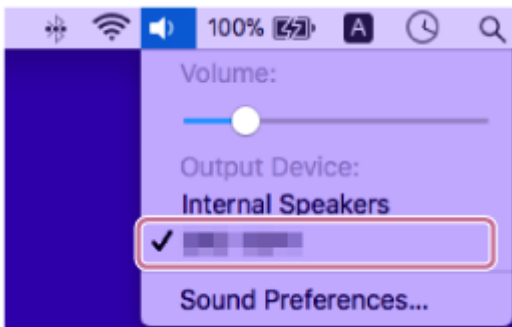 100% A
Volume:
Output Device:
Internal Speakers
Sound Preferences...